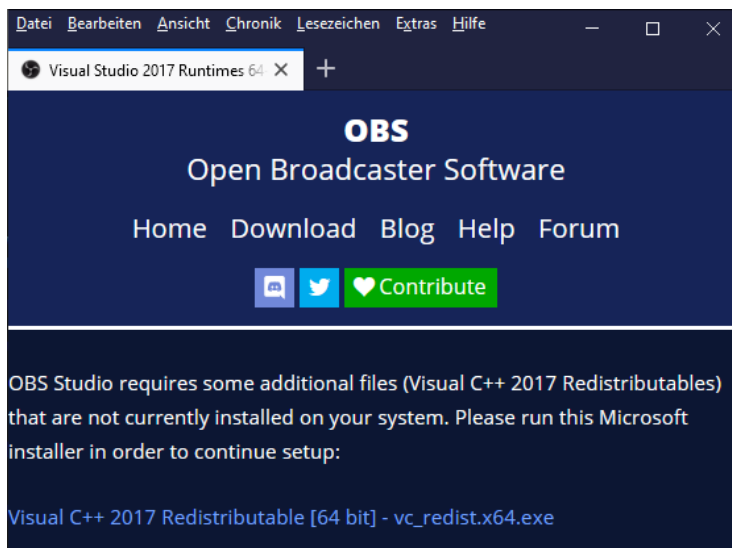 Datei Bearbeiten Ansicht Chronik Lesezeichen Extras Hilfe
Visual Studio 2017 Runtimes 64
OBS
Open Broadcaster Software
Home Download Blog Help Forum
Contribute
OBS Studio requires some additional files (Visual C++ 2017 Redistributables)
that are not currently installed on your system. Please run this Microsoft
installer in order to continue setup:
Visual C++ 2017 Redistributable [64 bit] - vc_redist.x64.exe